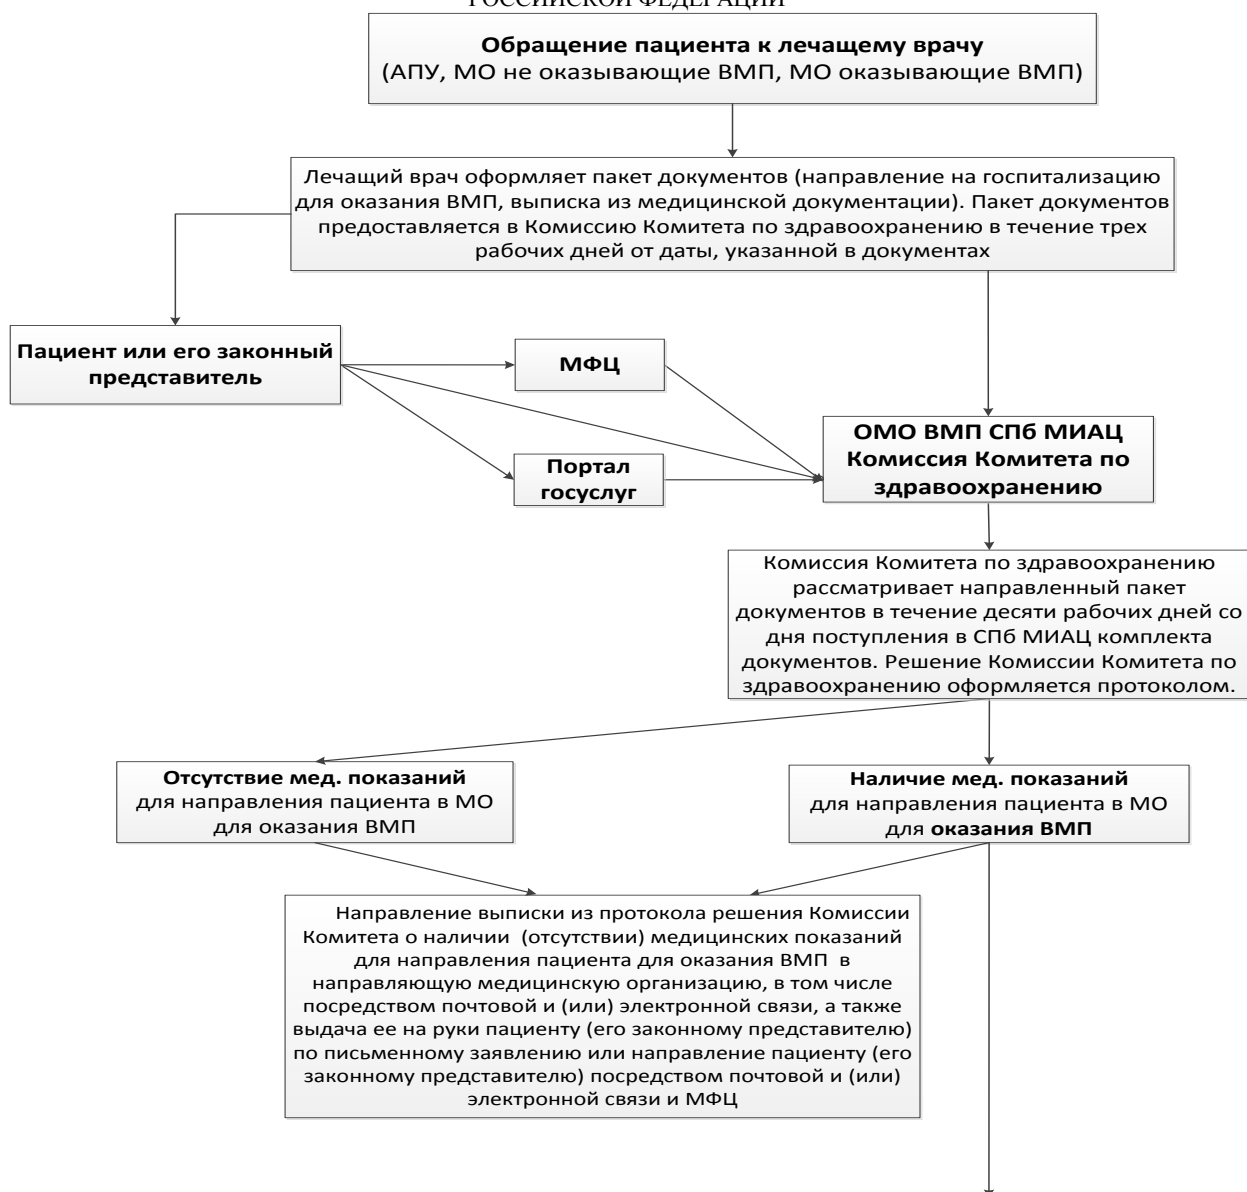 РОССИЙСКОЙ ФЕДЕРАЦИИ
Обращение пациента к лечащему врачу
(АПУ, МО не оказывающие ВМП, МО оказывающие ВМП)
Лечащий врач оформляет пакет документов (направление на госпитализацию
для оказания ВМП, выписка из медицинской документации). Пакет документов
предоставляется в Комиссию Комитета по здравоохранению в течение трех
рабочих дней от даты, указанной в документах
Пациент или его законный
представитель
МФЦ
Портал
госуслуг
ОМО ВМП СПб МИАЦ
Комиссия Комитета по
здравоохранению
Комиссия Комитета по здравоохранению
рассматривает направленный пакет
документов в течение десяти рабочих дней со
дня поступления в СПб МИАЦ комплекта
документов. Решение Комиссии Комитета по
здравоохранению оформляется протоколом.
Отсутствие мед. показаний
для направления пациента в МО
для оказания ВМП
Наличие мед. показаний
для направления пациента в МО
для оказания ВМП
Направление выписки из протокола решения Комиссии
Комитета о наличии (отсутствии) медицинских показаний
для направления пациента для оказания ВМП в
направляющую медицинскую организацию, в том числе
посредством почтовой и (или) электронной связи, а также
выдача ее на руки пациенту (его законному представителю)
по письменному заявлению или направление пациенту (его
законному представителю) посредством почтовой и (или)
электронной связи и МФЦ